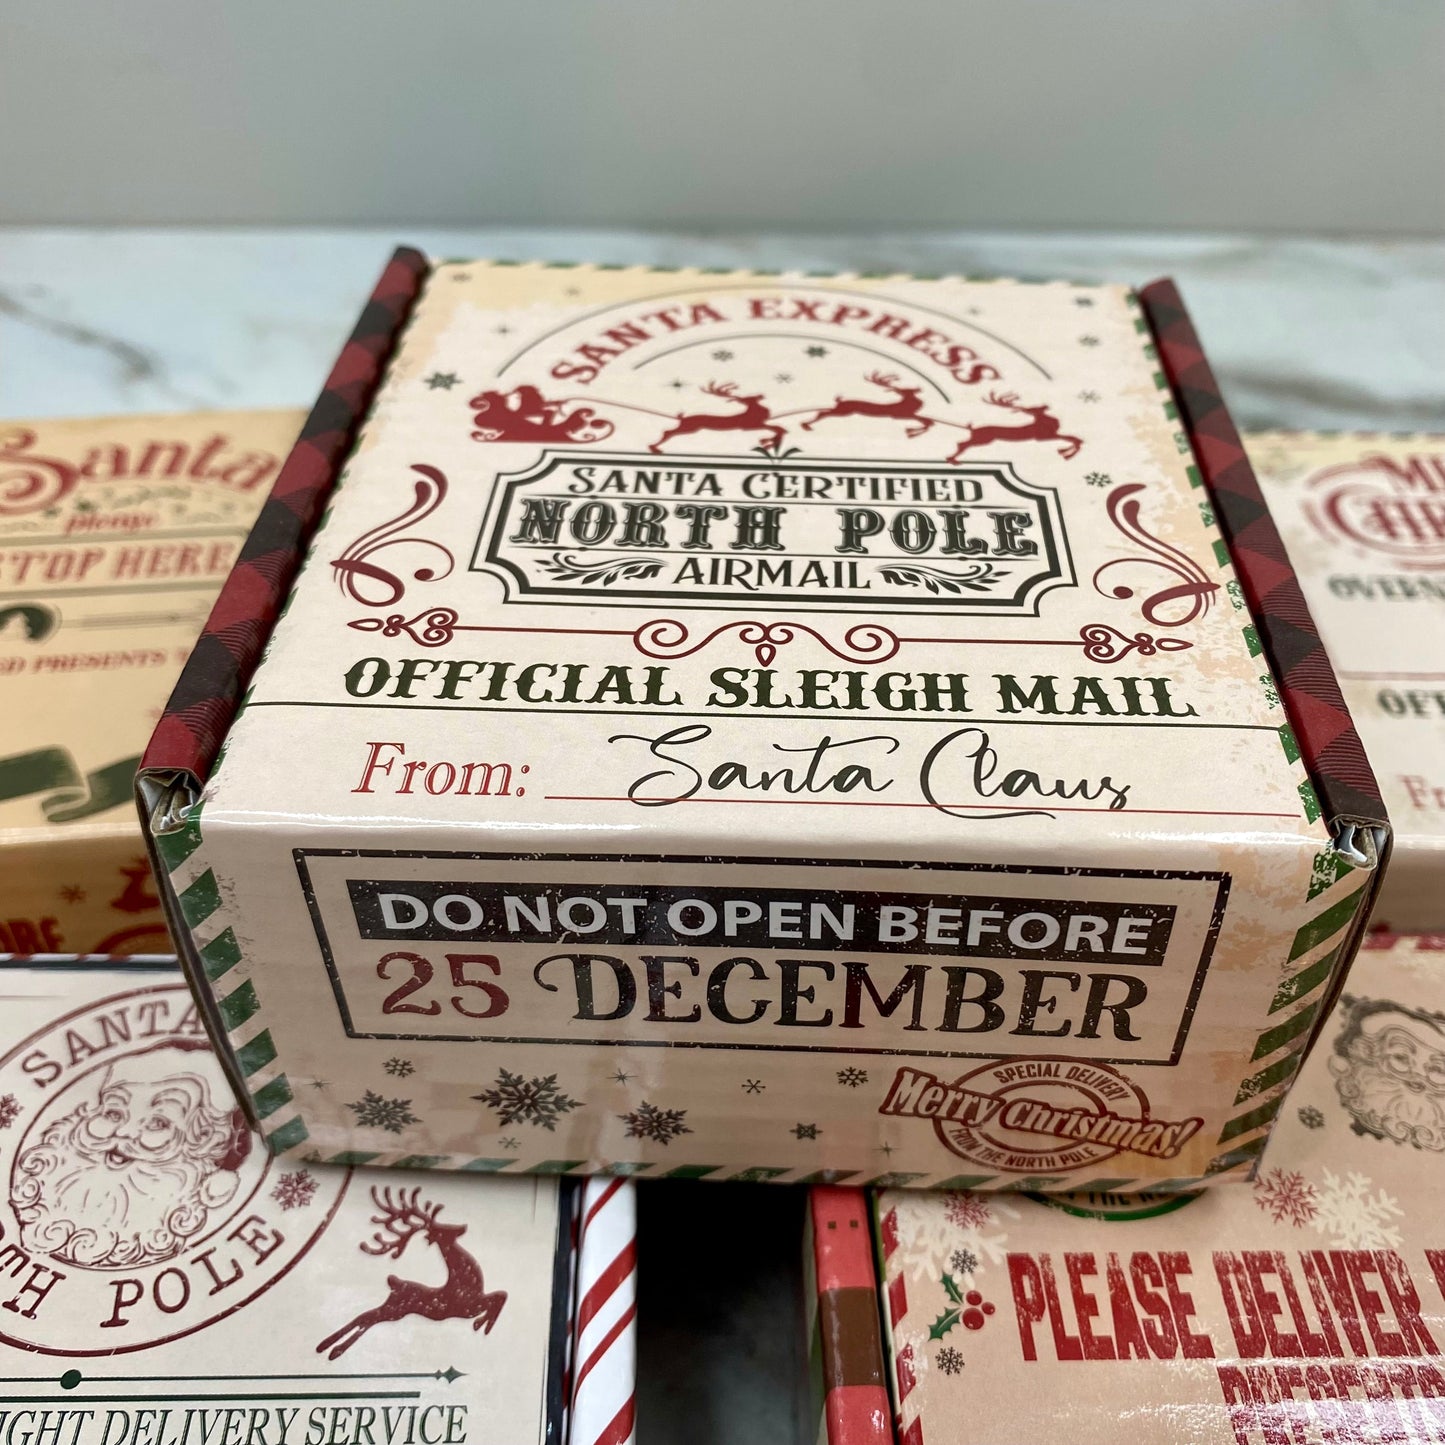 SANTA EXPRESS
SANTA CERTIFIED
NORTH POLE
AIRMAIL
OFFICIAL SLEIGH MAIL
From: Santa Claus
DO NOT OPEN BEFORE
25 DECEMBER
SPECIAL DELIVERY
Merry Christmas!
FROM THE NORTH POLE
Santa
please
STOP HERE
PRESENTS
SANTA
POLE
DELIVERY SERVICE
PLEASE DELIVER